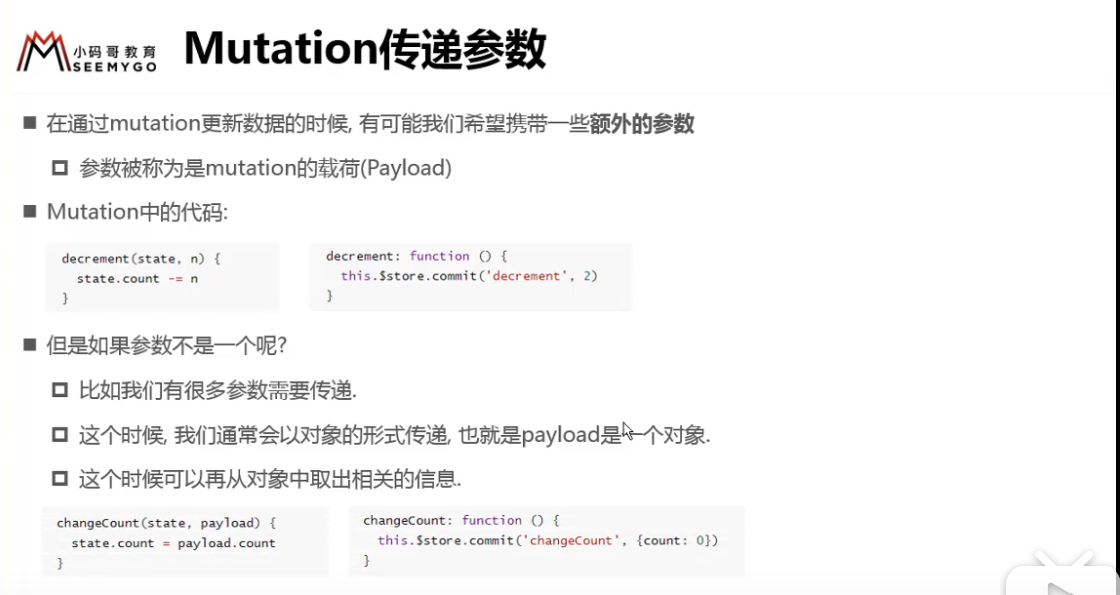 小码哥教育
SEEMYGO
Mutation传递参数
在通过mutation更新数据的时候, 有可能我们希望携带一些额外的参数
参数被称为是mutation的载荷(Payload)
Mutation中的代码:
decrement(state, n) {
state.count -= n
}
decrement: function () {
this.$store.commit('decrement', 2)
}
但是如果参数不是一个呢?
比如我们有很多参数需要传递.
这个时候, 我们通常会以对象的形式传递, 也就是payload是一个对象.
这个时候可以再从对象中取出相关的信息.
changeCount(state, payload) {
state.count = payload.count
}
changeCount: function () {
this.$store.commit('changeCount', {count: 0})
}